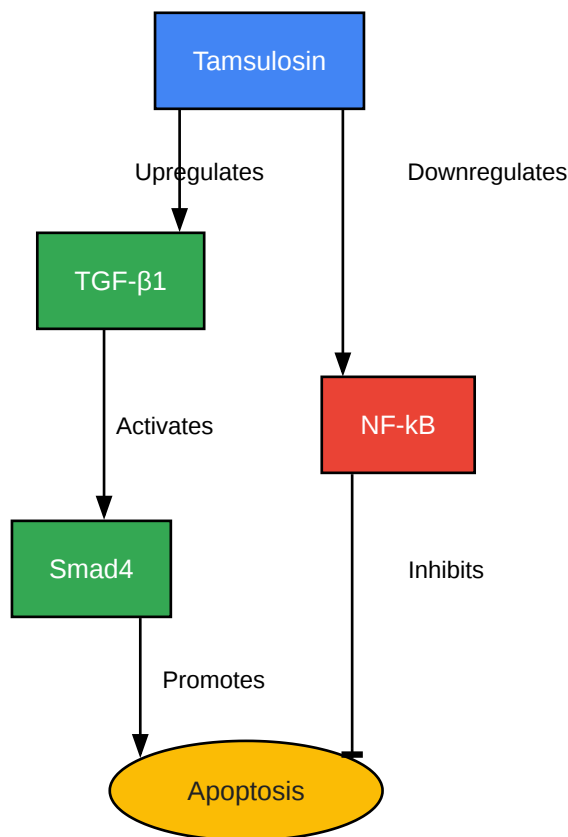 Tamsulosin
Upregulates
Downregulates
TGF-β1
NF-kB
Activates
Smad4
Inhibits
Promotes
Apoptosis